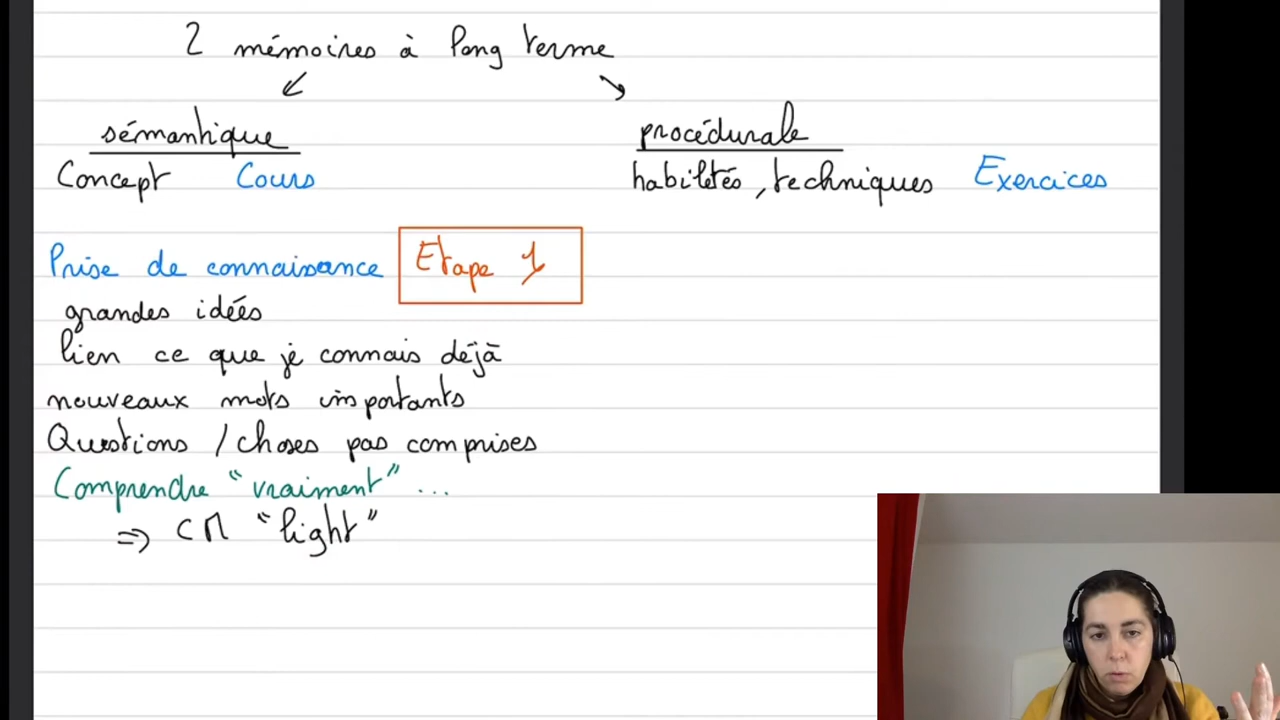 2 mémoires à long terme
sémantique
procédurale
Concept Cours
habiletés, techniques Exercices
Prise de connaissance Etape 1
grandes idées
lien ce que je connais déjà
nouveaux mots importants
Questions / choses pas comprises
Comprendre "vraiment" ...
=> CM "light"